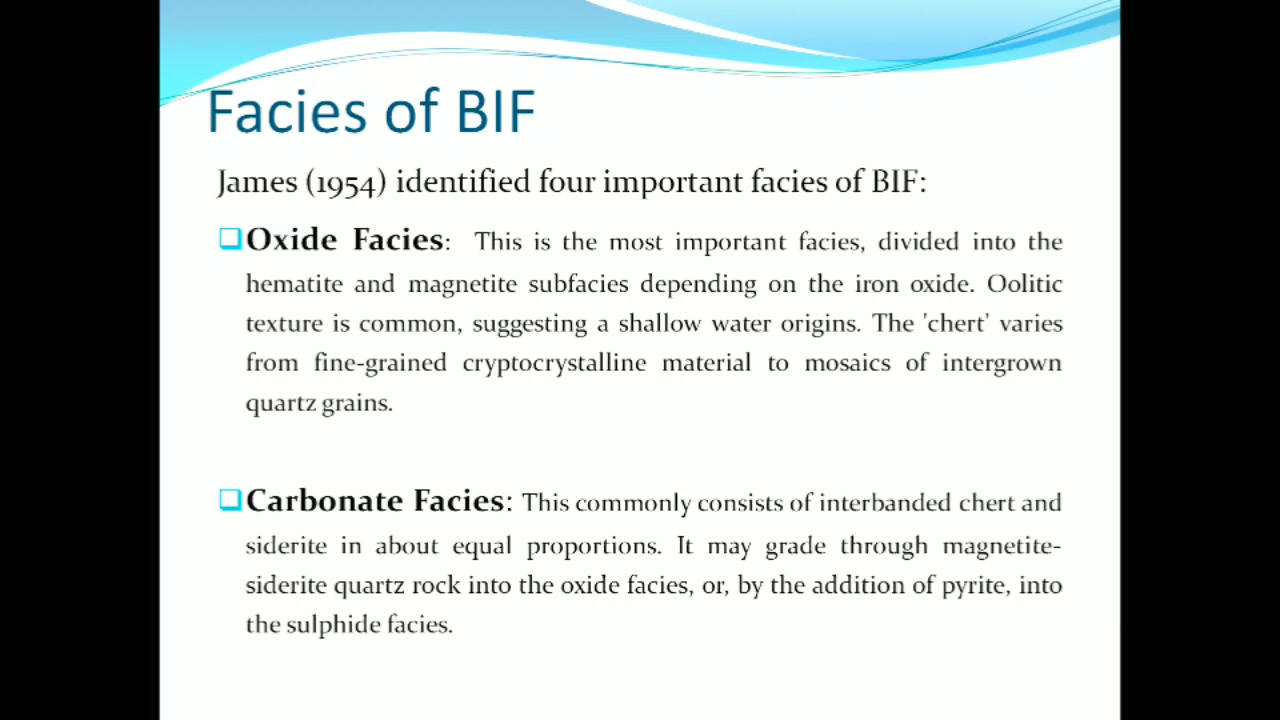 Facies of BIF
James (1954) identified four important facies of BIF:
Oxide Facies: This is the most important facies, divided into the
hematite and magnetite subfacies depending on the iron oxide. Oolitic
texture is common, suggesting a shallow water origins. The 'chert' varies
from fine-grained cryptocrystalline material to mosaics of intergrown
quartz grains.
Carbonate Facies: This commonly consists of interbanded chert and
siderite in about equal proportions. It may grade through magnetite-
siderite quartz rock into the oxide facies, or, by the addition of pyrite, into
the sulphide facies.